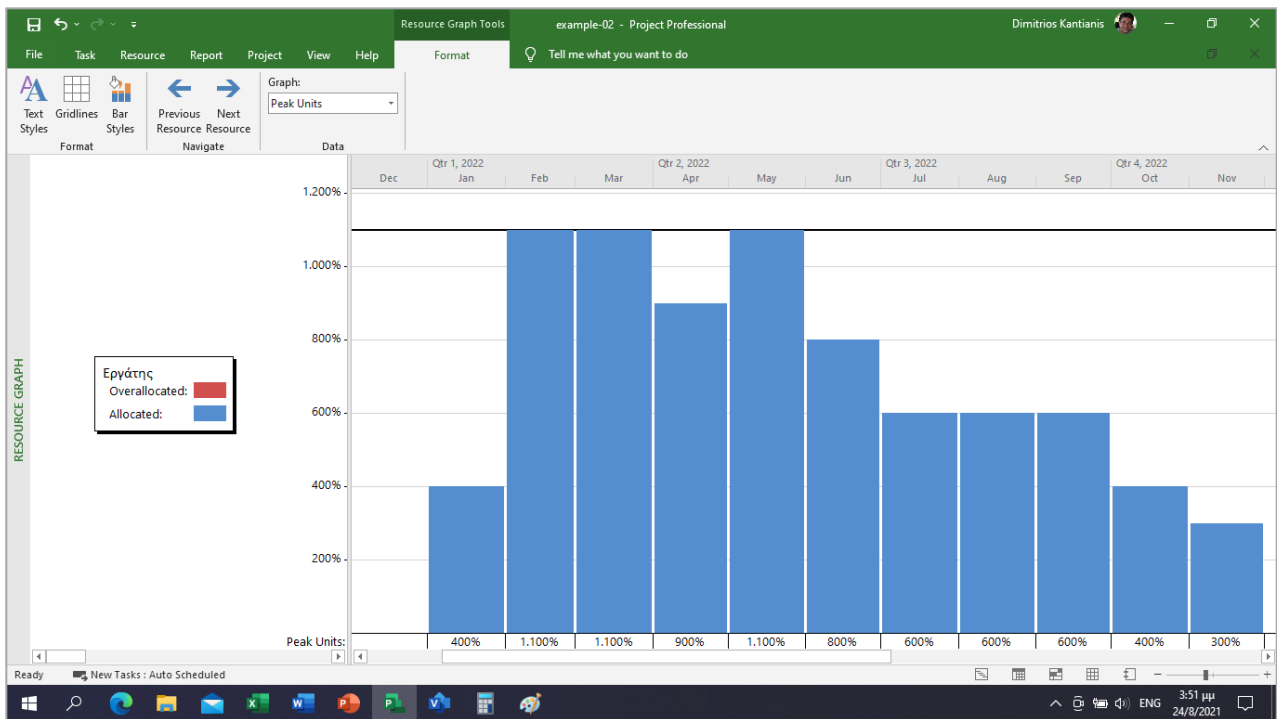 Resource Graph Tools
example-02 - Project Professional
Dimitrios Kantianis
File Task Resource Report Project View Help Format Tell me what you want to do
Text Styles
Gridlines
Bar Styles
Previous Resource
Next Resource
Graph:
Peak Units
Format
Navigate
Data
Qtr 1, 2022 Qtr 2, 2022 Qtr 3, 2022 Qtr 4, 2022
Dec Jan Feb Mar Apr May Jun Jul Aug Sep Oct Nov
1.200%
1.000%
800%
600%
400%
200%
RESOURCE GRAPH
Εργάτης
Overallocated:
Allocated:
Peak Units: 400% 1.100% 1.100% 900% 1.100% 800% 600% 600% 600% 400% 300%
Ready New Tasks : Auto Scheduled
ENG
3:51 μμ
24/8/2021